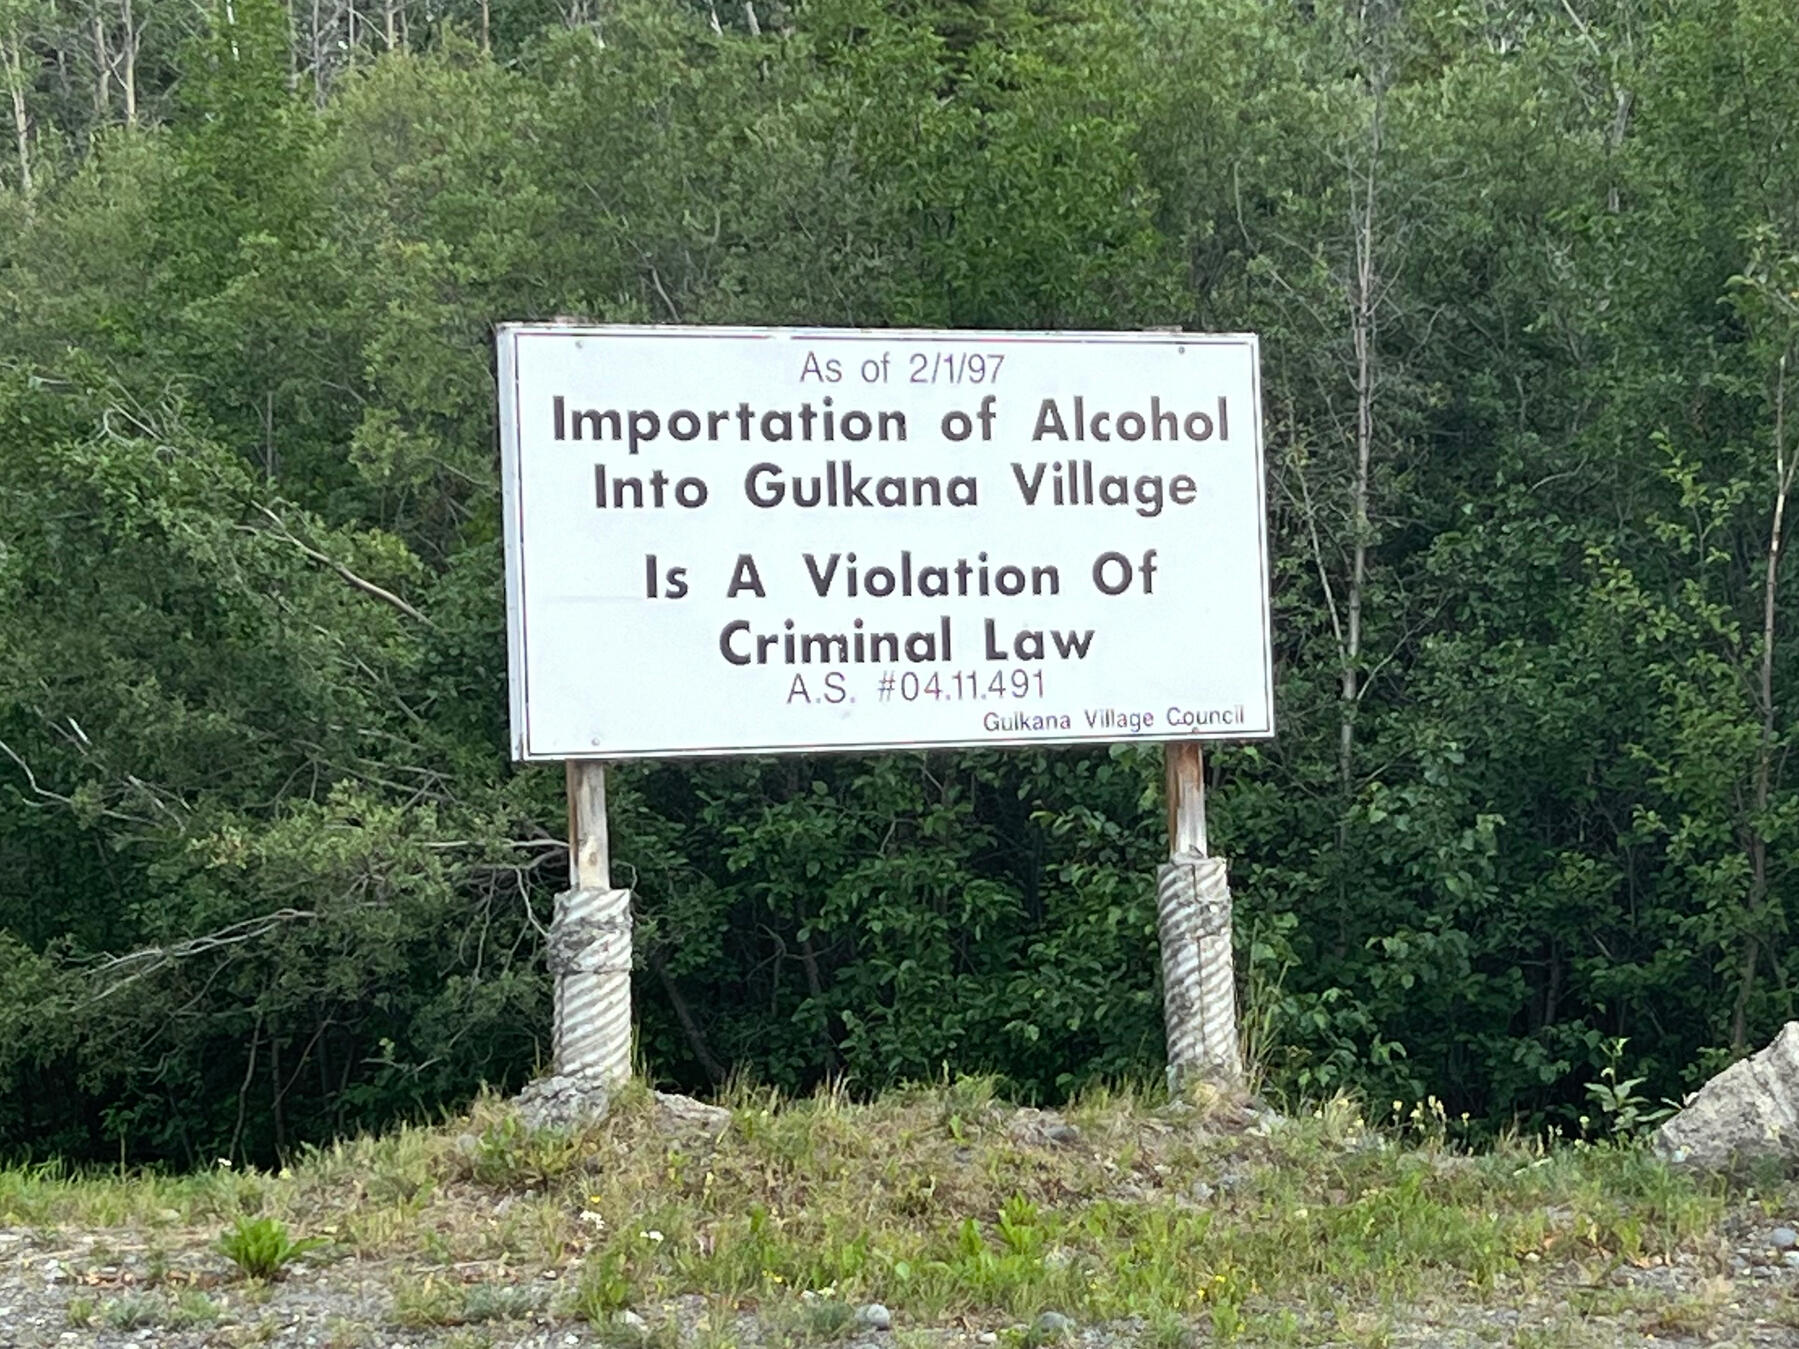 As of 2/1/97
Importation of Alcohol
Into Gulkana Village
Is A Violation Of
Criminal Law
A.S. #04.11.491
Gulkana Village Council